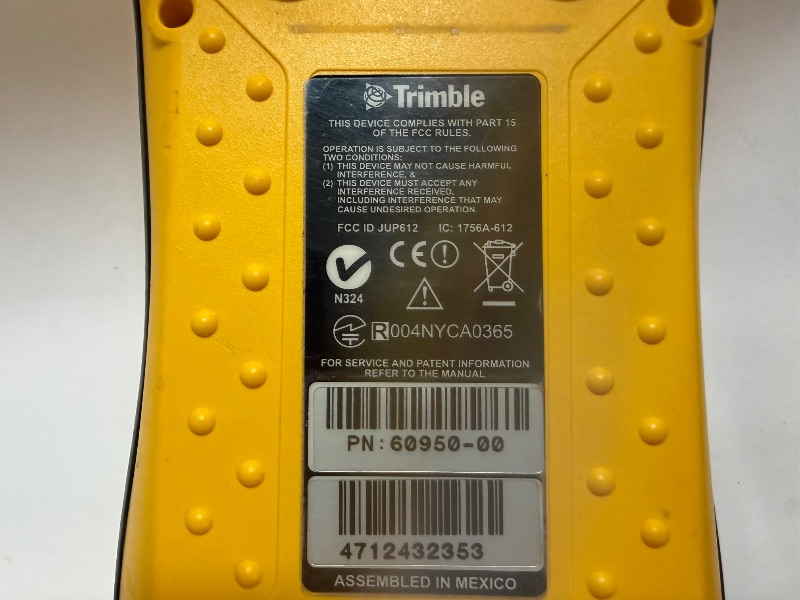 Trimble
THIS DEVICE COMPLIES WITH PART 15
OF THE FCC RULES.
OPERATION IS SUBJECT TO THE FOLLOWING
TWO CONDITIONS:
(1) THIS DEVICE MAY NOT CAUSE HARMFUL
INTERFERENCE, &
(2) THIS DEVICE MUST ACCEPT ANY
INTERFERENCE RECEIVED,
INCLUDING INTERFERENCE THAT MAY
CAUSE UNDESIRED OPERATION.
FCC ID JUP612 IC: 1756A-612
CE
N324
R 004NYCA0365
FOR SERVICE AND PATENT INFORMATION
REFER TO THE MANUAL
PN:60950-00
4712432353
ASSEMBLED IN MEXICO